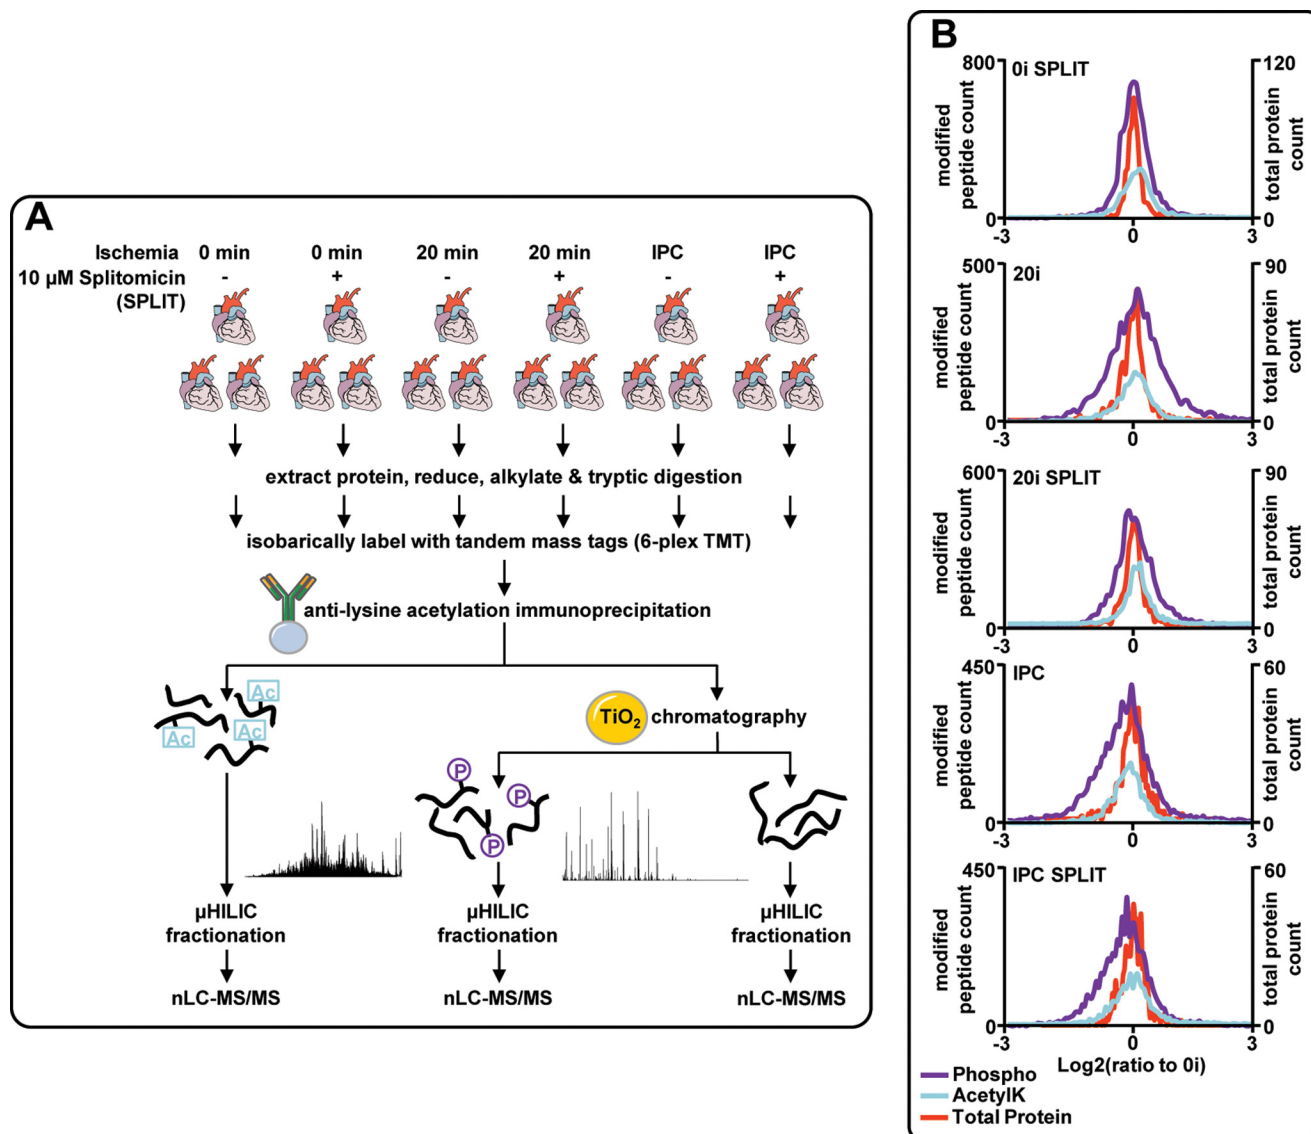 A
Ischemia 0 min 0 min 20 min 20 min IPC IPC
10 µM Splitomicin - + - + - +
(SPLIT)
extract protein, reduce, alkylate & tryptic digestion
isobarically label with tandem mass tags (6-plex TMT)
anti-lysine acetylation immunoprecipitation
Ac
Ac
Ac
TiO2 chromatography
P
P
P
µHILIC
fractionation
nLC-MS/MS
µHILIC
fractionation
nLC-MS/MS
µHILIC
fractionation
nLC-MS/MS
B
0i SPLIT
modified
peptide count
800
0
total protein
count
120
0
-3 0 3
20i
modified
peptide count
500
0
total protein
count
90
0
-3 0 3
20i SPLIT
modified
peptide count
600
0
total protein
count
90
0
-3 0 3
IPC
modified
peptide count
450
0
total protein
count
60
0
-3 0 3
IPC SPLIT
modified
peptide count
450
0
total protein
count
60
0
-3 0 3
Log2(ratio to 0i)
Phospho
AcetylK
Total Protein